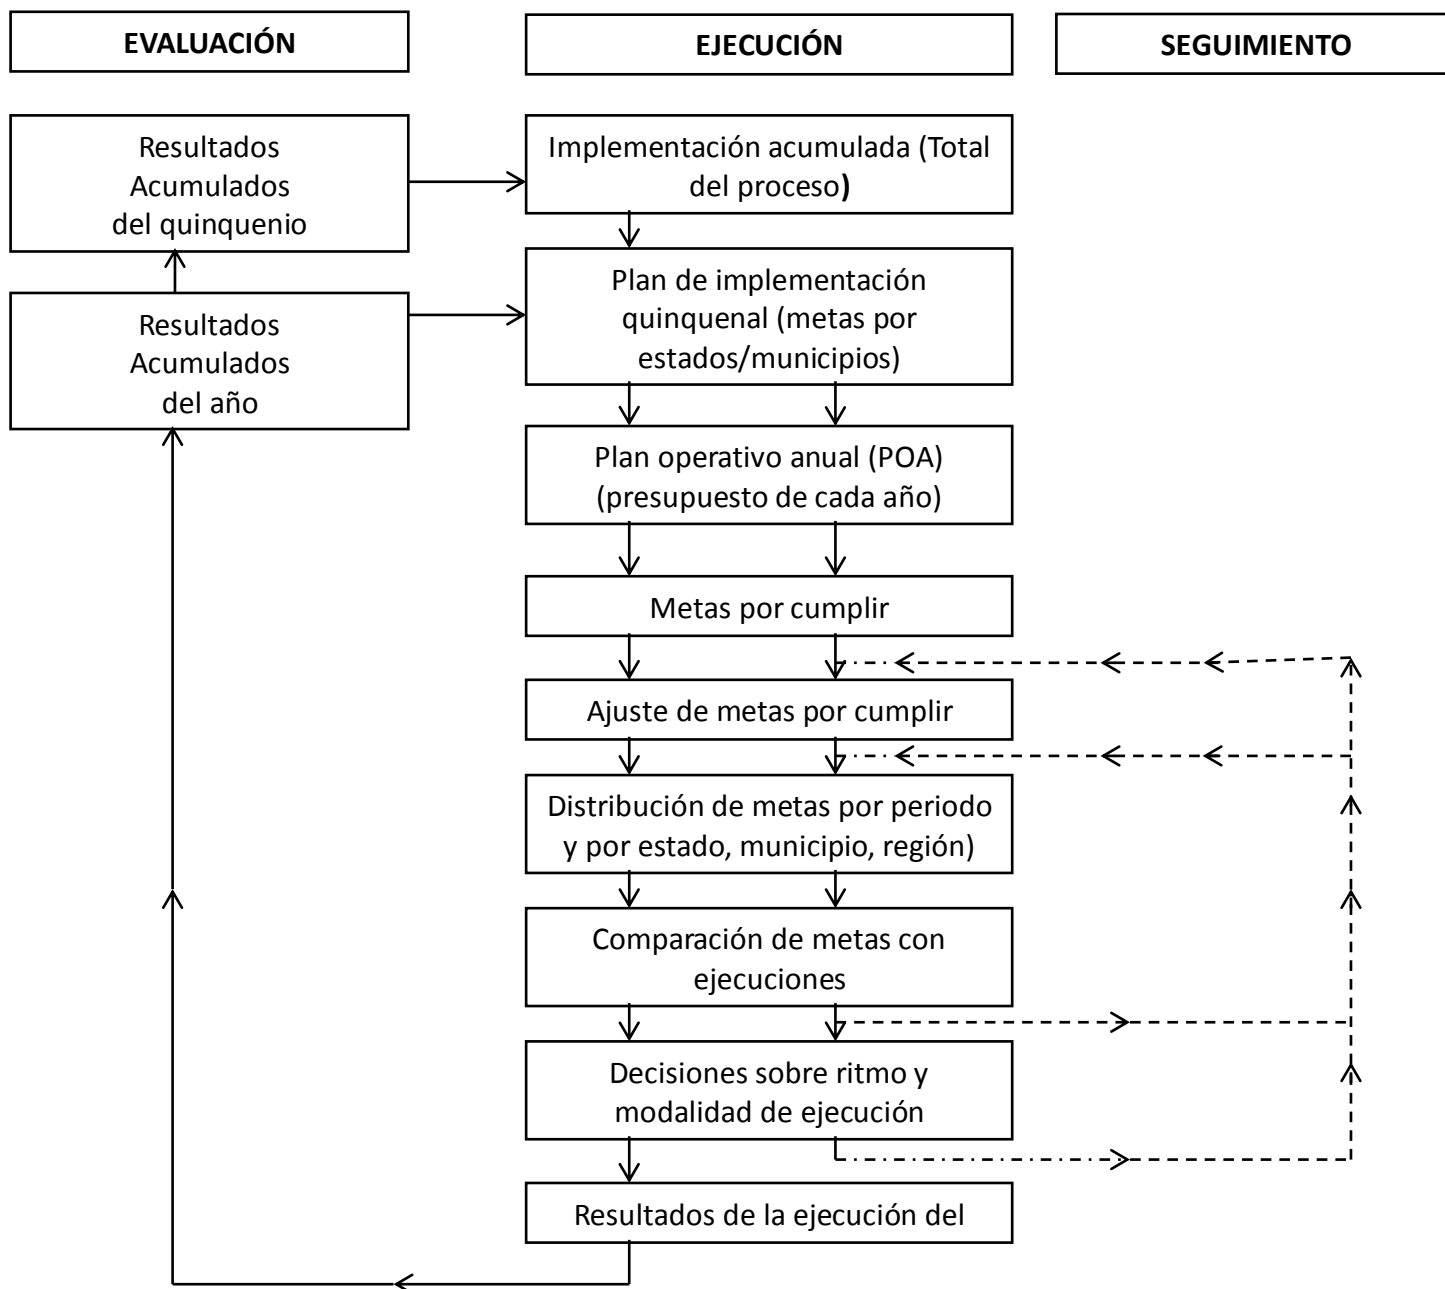 EVALUACIÓN
EJECUCIÓN
SEGUIMIENTO
Resultados
Acumulados
del quinquenio
Implementación acumulada (Total
del proceso)
Resultados
Acumulados
del año
Plan de implementación
quinquenal (metas por
estados/municipios)
Plan operativo anual (POA)
(presupuesto de cada año)
Metas por cumplir
Ajuste de metas por cumplir
Distribución de metas por periodo
y por estado, municipio, región)
Comparación de metas con
ejecuciones
Decisiones sobre ritmo y
modalidad de ejecución
Resultados de la ejecución del